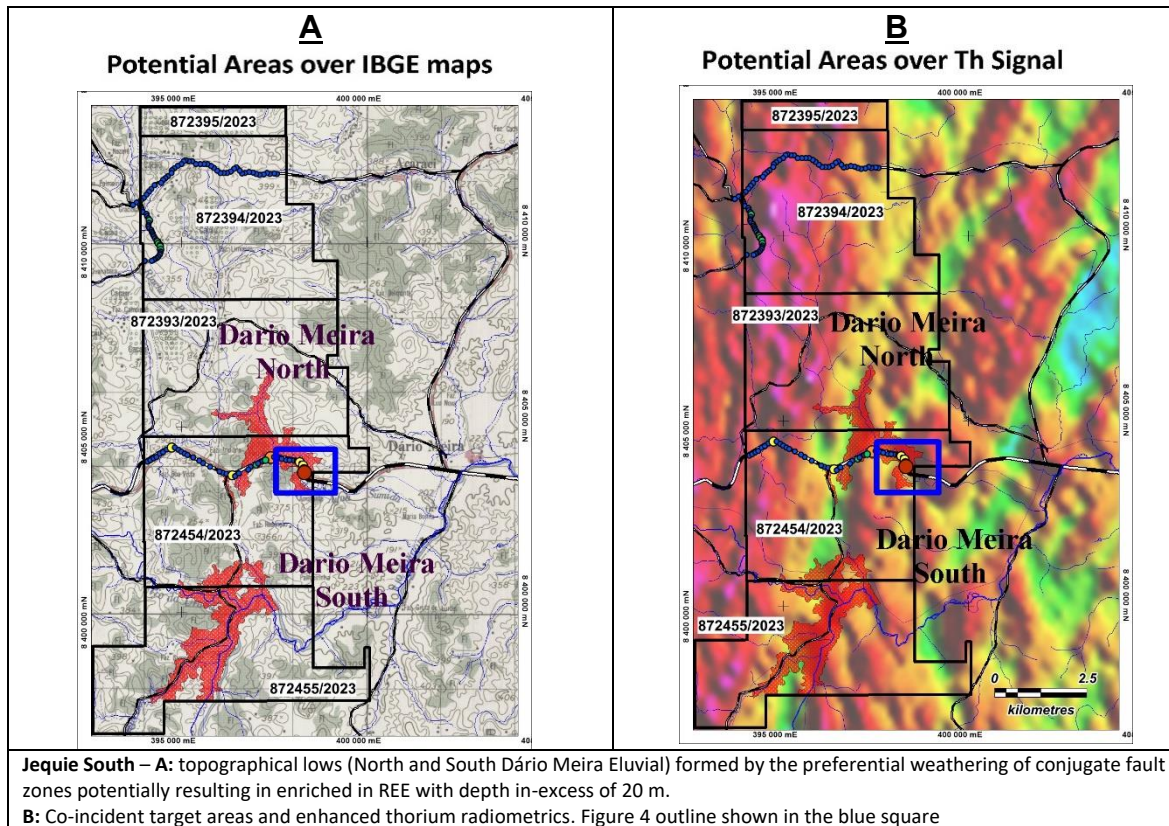 A
Potential Areas over IBGE maps
395 000 mE
400 000 mE
40
872395/2023
Acaraci
872394/2023
8 410 000 mN
8 410 000 mN
872393/2023
Dario Meira
North
8 405 000 mN
8 405 000 mN
Dario Meira
872454/2023
Dario Meira
South
8 400 000 mN
8 400 000 mN
872455/2023
395 000 mE
400 000 mE
40
B
Potential Areas over Th Signal
395 000 mE
400 000 mE
40
872395/2023
872394/2023
8 410 000 mN
8 410 000 mN
872393/2023
Dario Meira
North
8 405 000 mN
8 405 000 mN
872454/2023
Dario Meira
South
8 400 000 mN
8 400 000 mN
872455/2023
0 2.5
kilometres
395 000 mE
400 000 mE
40
Jequie South – A: topographical lows (North and South Dário Meira Eluvial) formed by the preferential weathering of conjugate fault
zones potentially resulting in enriched in REE with depth in-excess of 20 m.
B: Co-incident target areas and enhanced thorium radiometrics. Figure 4 outline shown in the blue square